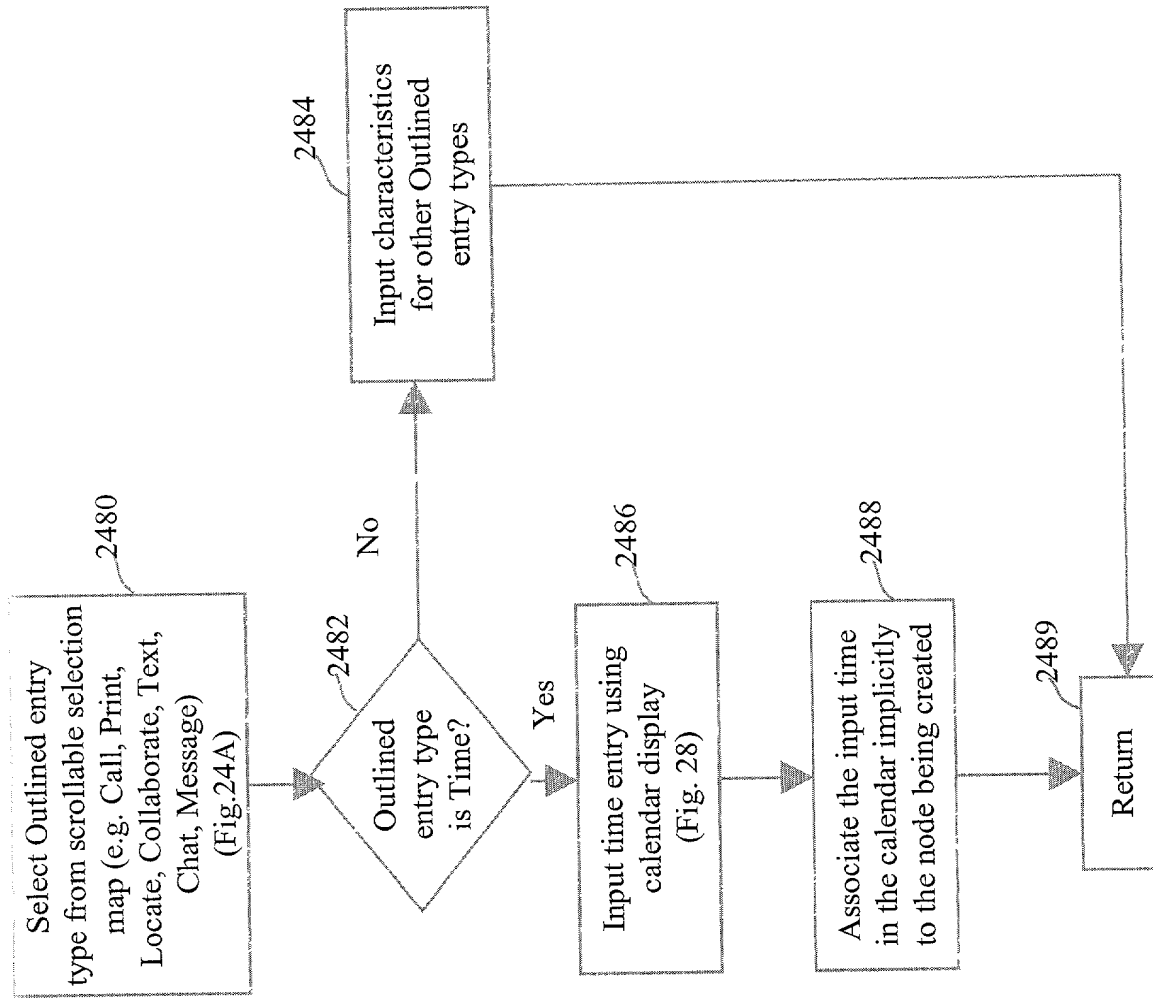 2480
Select Outlined entry
type from scrollable selection
map (e.g. Call, Print,
Locate, Collaborate, Text,
Chat, Message)
(Fig.24A)
2482
Outlined
entry type
is Time?
No
2484
Input characteristics
for other Outlined
entry types
Yes
2486
Input time entry using
calendar display
(Fig. 28)
2488
Associate the input time
in the calendar implicitly
to the node being created
2489
Return